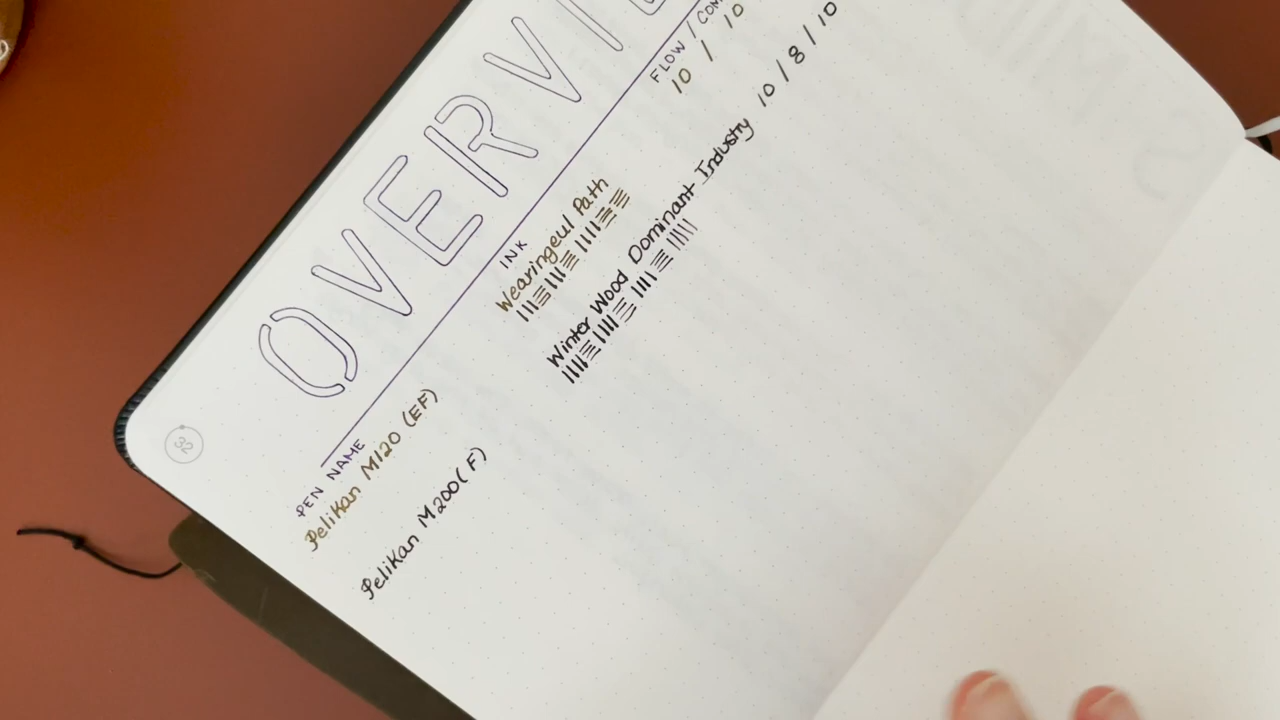 OVERVI
PEN NAME INK FLOW / COM
Pelikan M120 (EF) Wearingeul Path 10 / 10
Pelikan M200 (F) Winter Wood Dominant Industry 10 / 8 / 10
32